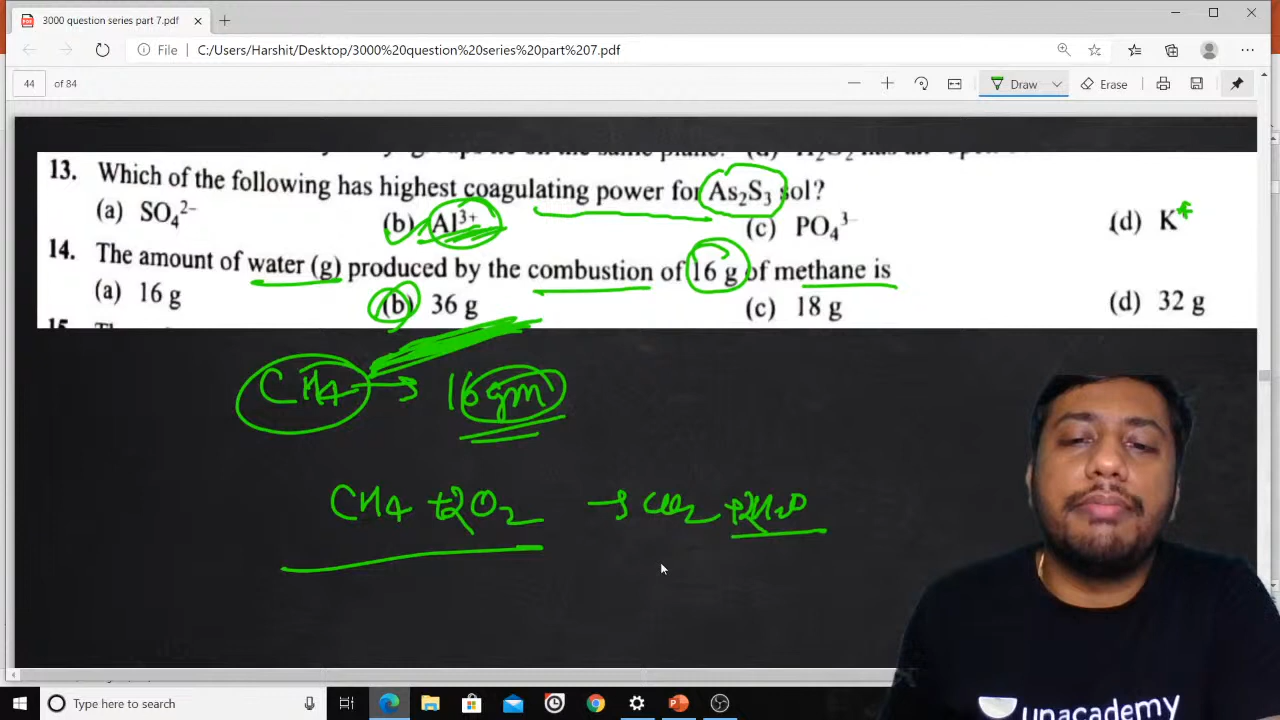 3000 question series part 7.pdf
File C:/Users/Harshit/Desktop/3000%20question%20series%20part%207.pdf
44 of 84 Draw Erase
13. Which of the following has highest coagulating power for As₂S₃ sol?
(a) SO₄²⁻ (b) Al³⁺ (c) PO₄³⁻ (d) K⁺
14. The amount of water (g) produced by the combustion of 16 g of methane is
(a) 16 g (b) 36 g (c) 18 g (d) 32 g
CH4 → 16gm
CH4 + 2O2 → CO2 + 2H2O
unacademy
Type here to search